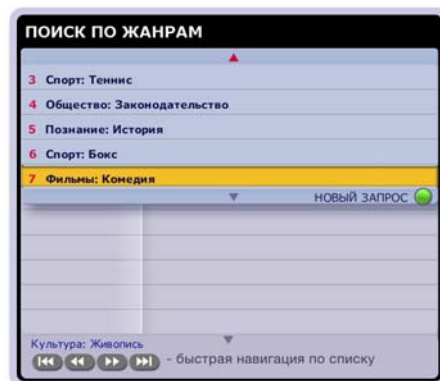 ПОИСК ПО ЖАНРАМ
3 Спорт: Теннис
4 Общество: Законодательство
5 Познание: История
6 Спорт: Бокс
7 Фильмы: Комедия
НОВЫЙ ЗАПРОС
Культура: Живопись
- быстрая навигация по списку